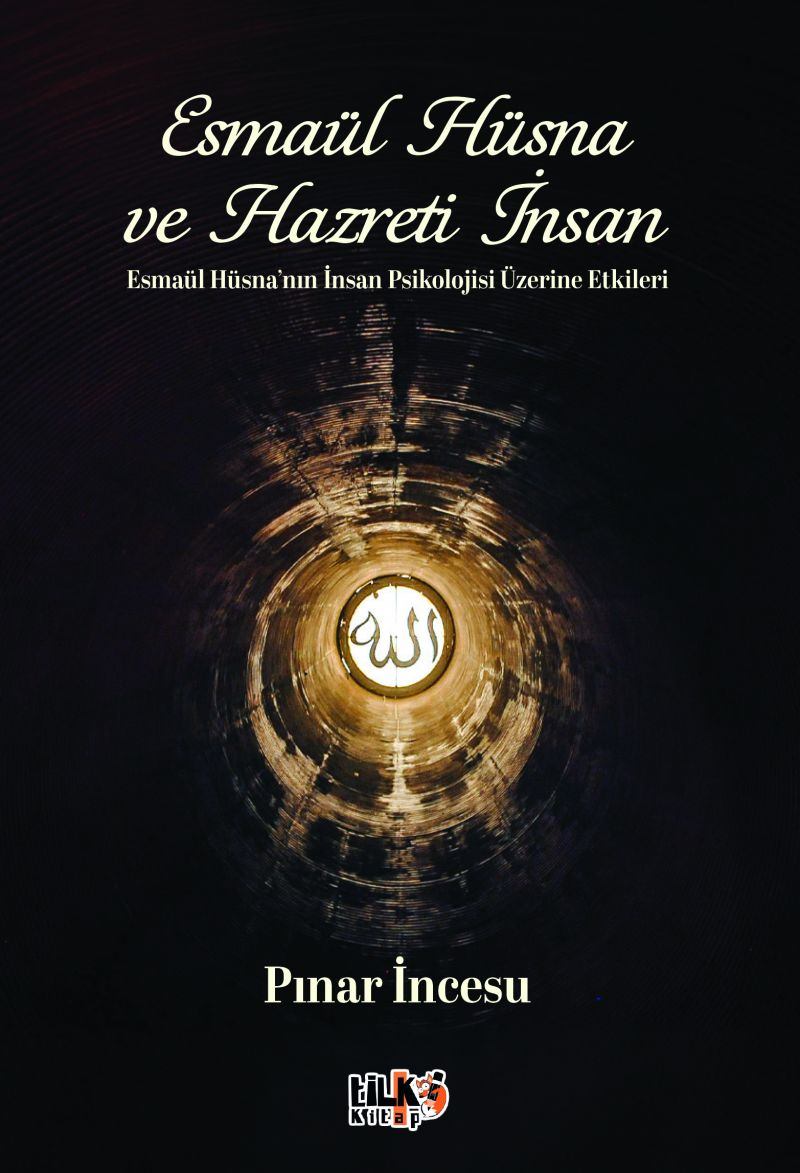 Esmaül Hüsna
ve Hazreti İnsan
Esmaül Hüsna’nın İnsan Psikolojisi Üzerine Etkileri
الله
Pınar İncesu
tilki
kitap